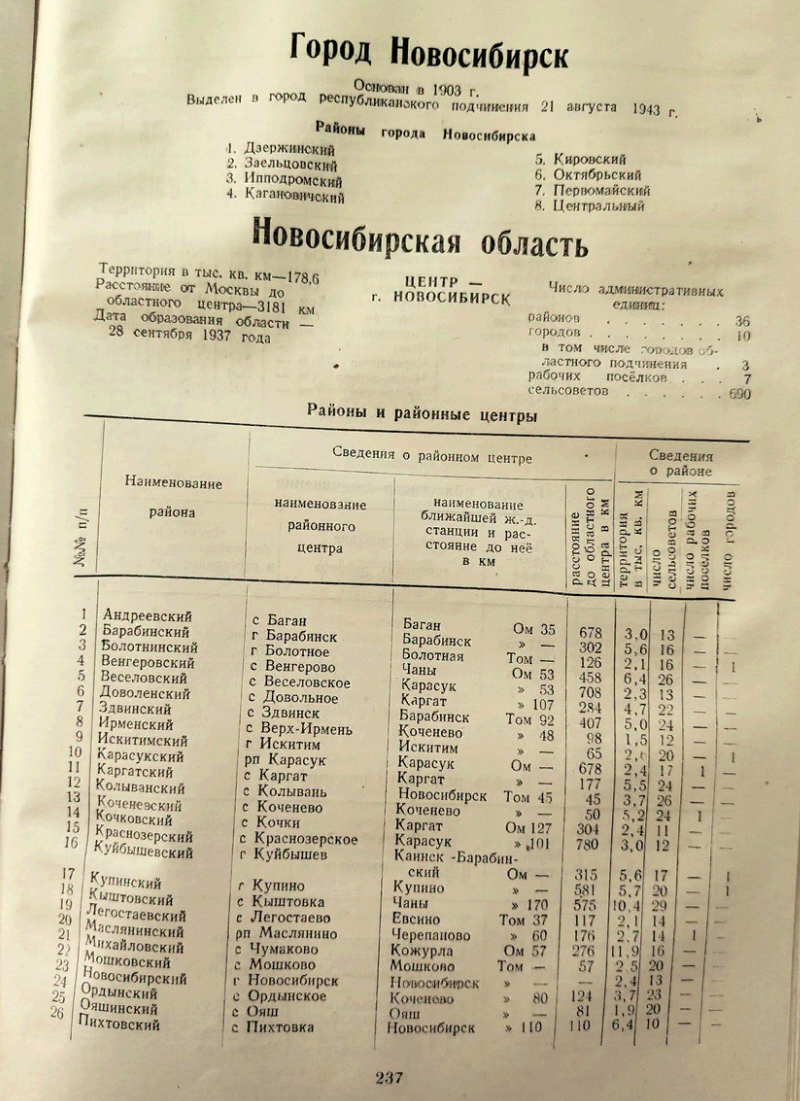 Город Новосибирск
Основан в 1903 г.
Выделен в город республиканского подчинения 21 августа 1943 г.
Районы города Новосибирска
1. Дзержинский
2. Заельцовский
3. Ипподромский
4. Кагановичский
5. Кировский
6. Октябрьский
7. Первомайский
8. Центральный
Новосибирская область
Территория в тыс. кв. км—178,6
Расстояние от Москвы до
областного центра—3181 км
Дата образования области —
28 сентября 1937 года
ЦЕНТР —
г. НОВОСИБИРСК
Число административных
единиц:
районов . . . . . . . 36
городов . . . . . . . . 10
в том числе городов об-
ластного подчинения . 3
рабочих посёлков . . . 7
сельсоветов . . . . . . 690
Районы и районные центры
№№ п/п
Наименование
района
Сведения о районном центре
наименование
районного
центра
наименование
ближайшей ж.-д.
станции и рас-
стояние до неё
в км
расстояние
до областного
центра в км
Сведения
о районе
территория
в тыс. кв. км
число
сельсоветов
число рабочих
посёлков
число городов
1 Андреевский с Баган Баган Ом 35 678 3,0 13 — —
2 Барабинский г Барабинск Барабинск » — 302 5,6 16 — 1
3 Болотнинский г Болотное Болотная Том — 126 2,1 16 — 1
4 Венгеровский с Венгерово Чаны Ом 53 458 6,4 26 — —
5 Веселовский с Веселовское Карасук » 53 708 2,3 13 — —
6 Доволенский с Довольное Каргат » 107 284 4,7 22 — —
7 Здвинский с Здвинск Барабинск Том 92 407 5,0 24 — —
8 Ирменский с Верх-Ирмень Коченево » 48 98 1,5 12 — —
9 Искитимский г Искитим Искитим » — 65 20 — 1
10 Карасукский рп Карасук Карасук Ом — 678 2,4 17 1 —
11 Каргатский с Каргат Каргат » — 177 5,5 24 — —
12 Колыванский с Колывань Новосибирск Том 45 45 3,7 26 — —
13 Коченевский с Коченево Коченево » — 50 5,2 24 1 —
14 Кочковский с Кочки Каргат Ом 127 304 2,4 11 — —
15 Краснозерский с Краснозерское Карасук » 101 780 3,0 12 — —
16 Куйбышевский г Куйбышев Каинск -Барабин-
ский Ом — 315 5,6 17 — 1
17 Купинский г Купино Купино » — 581 5,7 20 — 1
18 Кыштовский с Кыштовка Чаны » 170 575 10,4 29 — —
19 Легостаевский с Легостаево Евсино Том 37 117 2,1 14 — —
20 Маслянинский рп Маслянино Черепаново » 60 176 2,7 14 1 —
21 Михайловский с Чумаково Кожурла Ом 57 276 11,9 16 — —
22 Мошковский с Мошково Мошково Том — 57 2,5 20 — —
23 Новосибирский г Новосибирск Новосибирск » — — 2,4 13 — —
24 Ордынский с Ордынское Коченево » 80 124 3,7 23 — —
25 Ояшинский с Ояш Ояш » — 81 1,9 20 — —
26 Пихтовский с Пихтовка Новосибирск » 110 110 6,4 10 — —
237